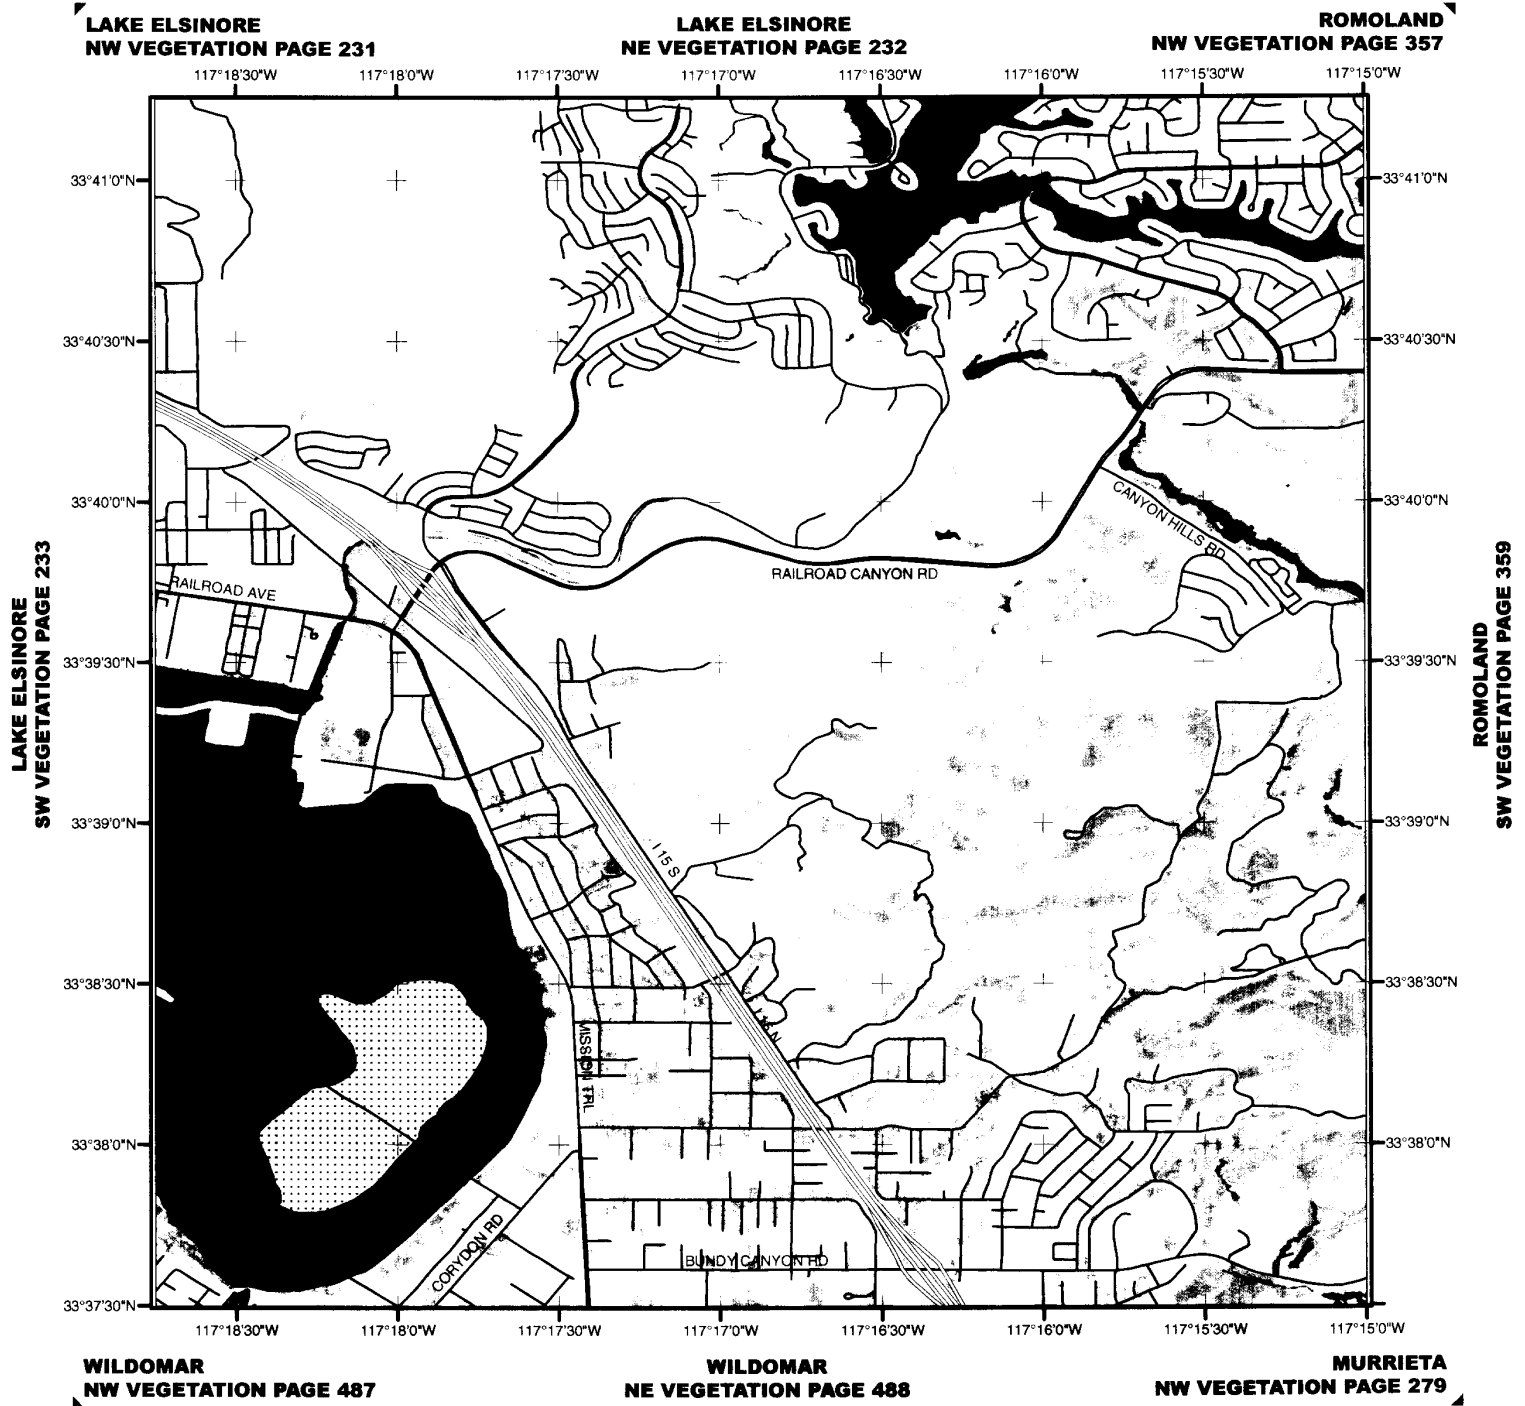 LAKE ELSINORE
NW VEGETATION PAGE 231
LAKE ELSINORE
NE VEGETATION PAGE 232
ROMOLAND
NW VEGETATION PAGE 357
117°18'30"W
117°18'0"W
117°17'30"W
117°17'0"W
117°16'30"W
117°16'0"W
117°15'30"W
117°15'0"W
33°41'0"N
33°41'0"N
33°40'30"N
33°40'30"N
33°40'0"N
33°40'0"N
CANYON HILLS RD
RAILROAD CANYON RD
RAILROAD AVE
LAKE ELSINORE
SW VEGETATION PAGE 233
ROMOLAND
SW VEGETATION PAGE 359
33°39'30"N
33°39'30"N
33°39'0"N
33°39'0"N
I 15 S
33°38'30"N
33°38'30"N
I 15 N
MISSION TRL
33°38'0"N
33°38'0"N
CORYDON RD
BUNDY CANYON RD
33°37'30"N
117°18'30"W
117°18'0"W
117°17'30"W
117°17'0"W
117°16'30"W
117°16'0"W
117°15'30"W
117°15'0"W
WILDOMAR
NW VEGETATION PAGE 487
WILDOMAR
NE VEGETATION PAGE 488
MURRIETA
NW VEGETATION PAGE 279